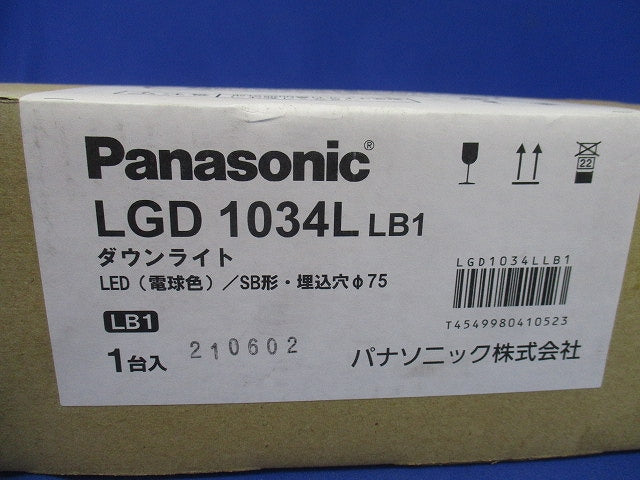 Panasonic®
LGD 1034L LB1
ダウンライト
LED（電球色）／SB形・埋込穴φ75
LB1
1台入 210602
22
LGD1034LLB1
T4549980410523
パナソニック株式会社